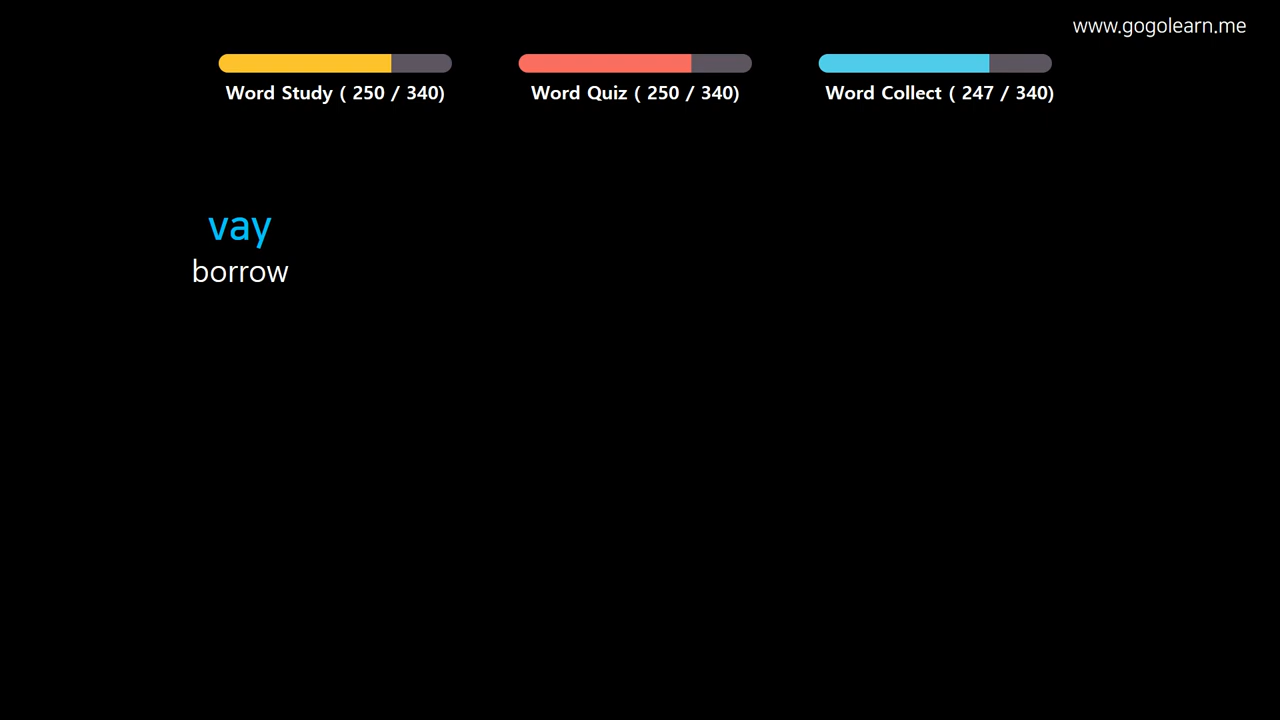 www.gogolearn.me
Word Study ( 250 / 340)
Word Quiz ( 250 / 340)
Word Collect ( 247 / 340)
vay
borrow